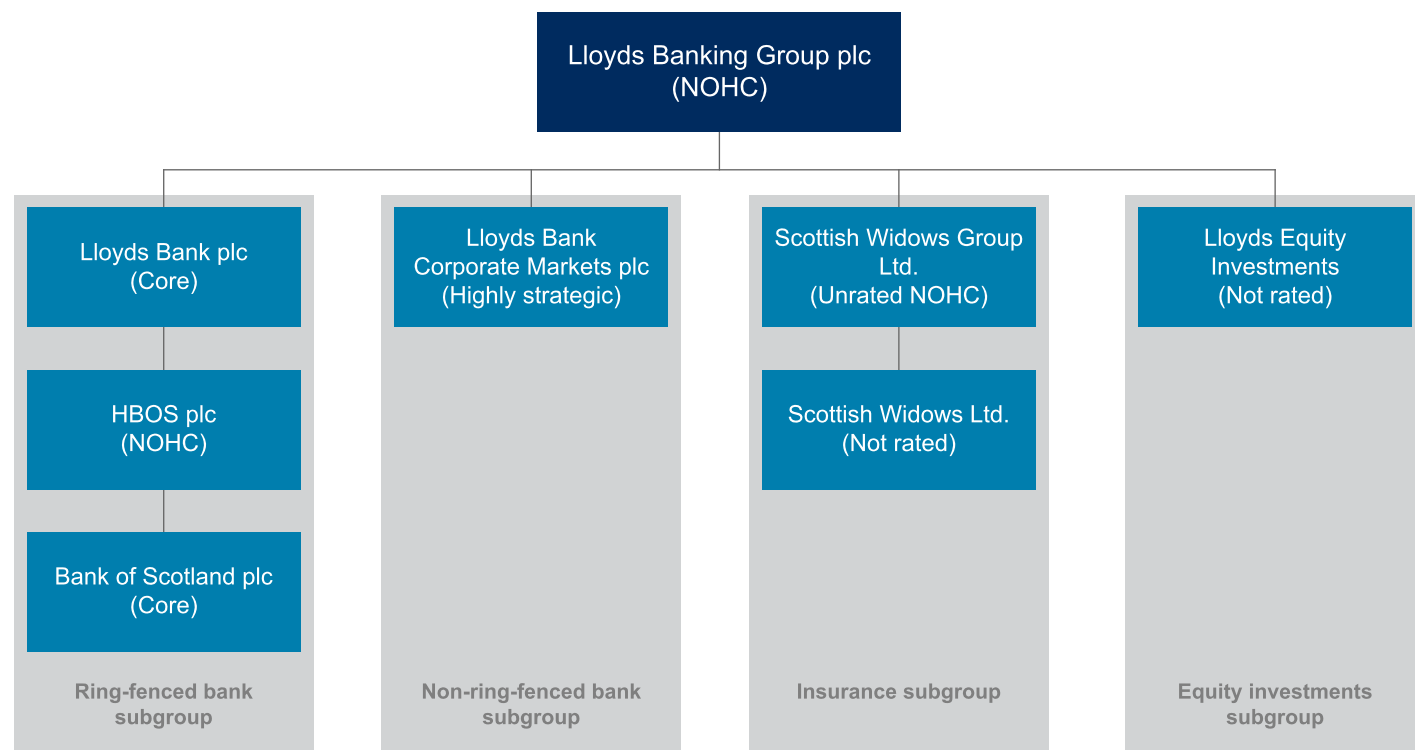 Lloyds Banking Group plc
(NOHC)
Lloyds Bank plc
(Core)
HBOS plc
(NOHC)
Bank of Scotland plc
(Core)
Ring-fenced bank
subgroup
Lloyds Bank
Corporate Markets plc
(Highly strategic)
Non-ring-fenced bank
subgroup
Scottish Widows Group
Ltd.
(Unrated NOHC)
Scottish Widows Ltd.
(Not rated)
Insurance subgroup
Lloyds Equity
Investments
(Not rated)
Equity investments
subgroup